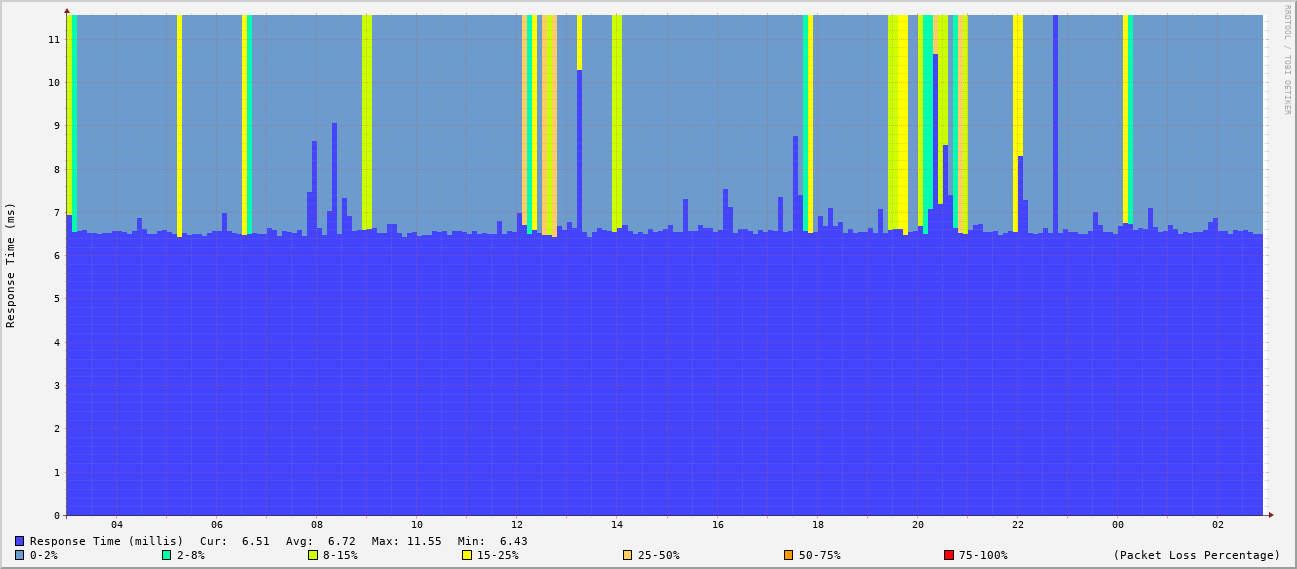 RRDTOOL / TOBI OETIKER
Response Time (ms)
11
10
9
8
7
6
5
4
3
2
1
0
04 06 08 10 12 14 16 18 20 22 00 02
Response Time (millis) Cur: 6.51 Avg: 6.72 Max: 11.55 Min: 6.43
0-2% 2-8% 8-15% 15-25% 25-50% 50-75% 75-100% (Packet Loss Percentage)